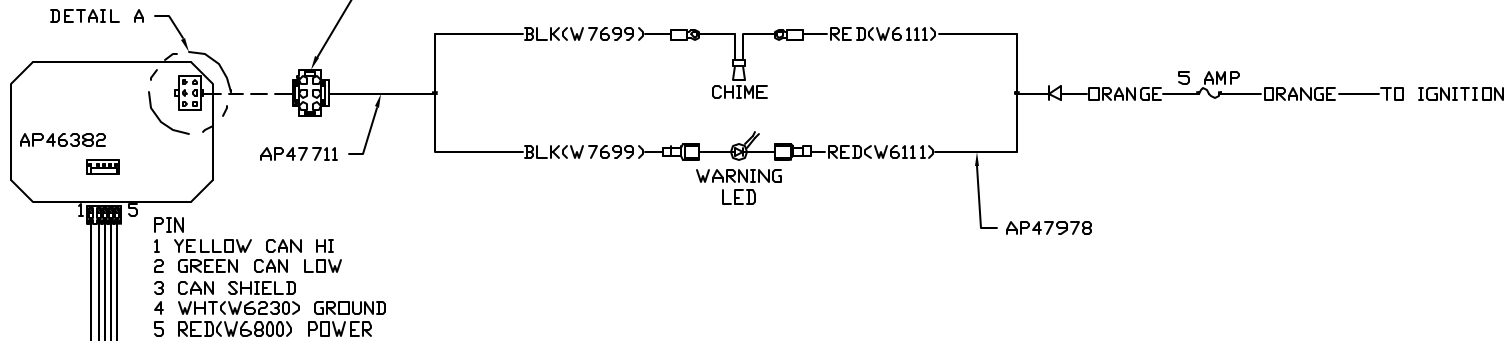 DETAIL A
BLK(W7699)
RED(W6111)
CHIME
5 AMP
ORANGE
ORANGE
TO IGNITION
AP46382
AP47711
BLK(W7699)
RED(W6111)
WARNING
LED
AP47978
1
5
PIN
1 YELLOW CAN HI
2 GREEN CAN LOW
3 CAN SHIELD
4 WHT(W6230) GROUND
5 RED(W6800) POWER